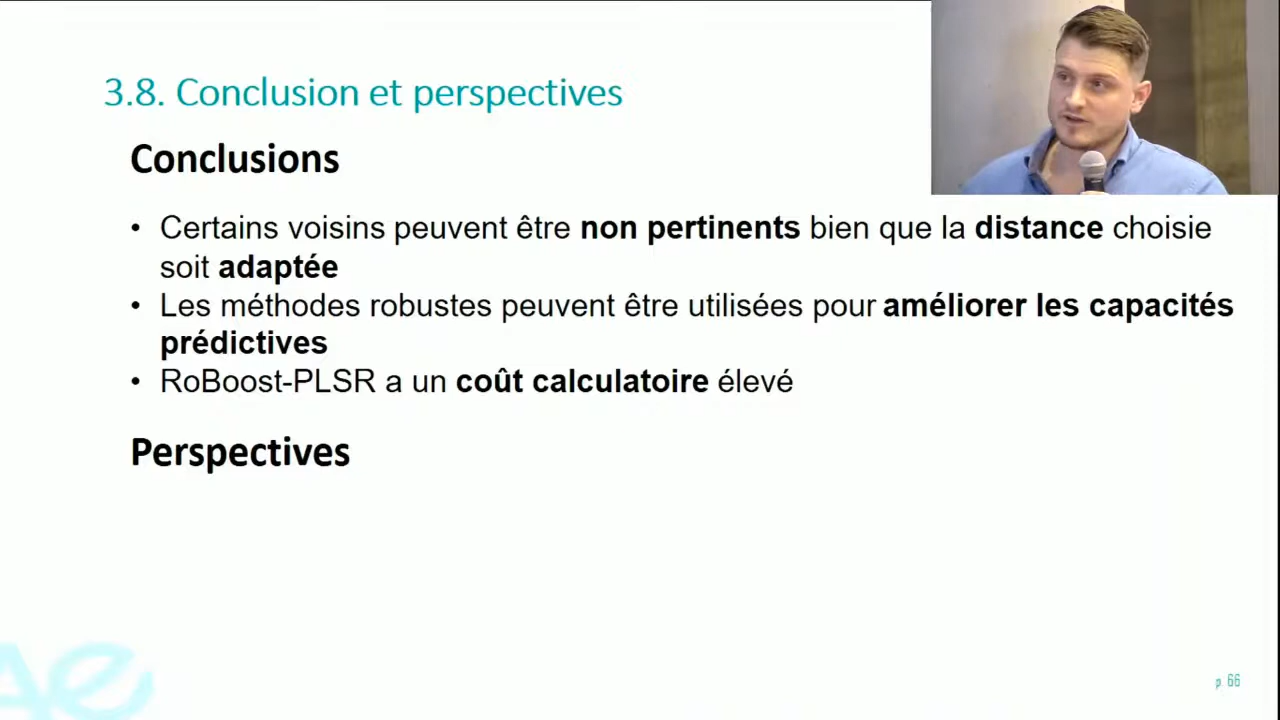 3.8. Conclusion et perspectives
Conclusions
• Certains voisins peuvent être non pertinents bien que la distance choisie
soit adaptée
• Les méthodes robustes peuvent être utilisées pour améliorer les capacités
prédictives
• RoBoost-PLSR a un coût calculatoire élevé
Perspectives
p 66